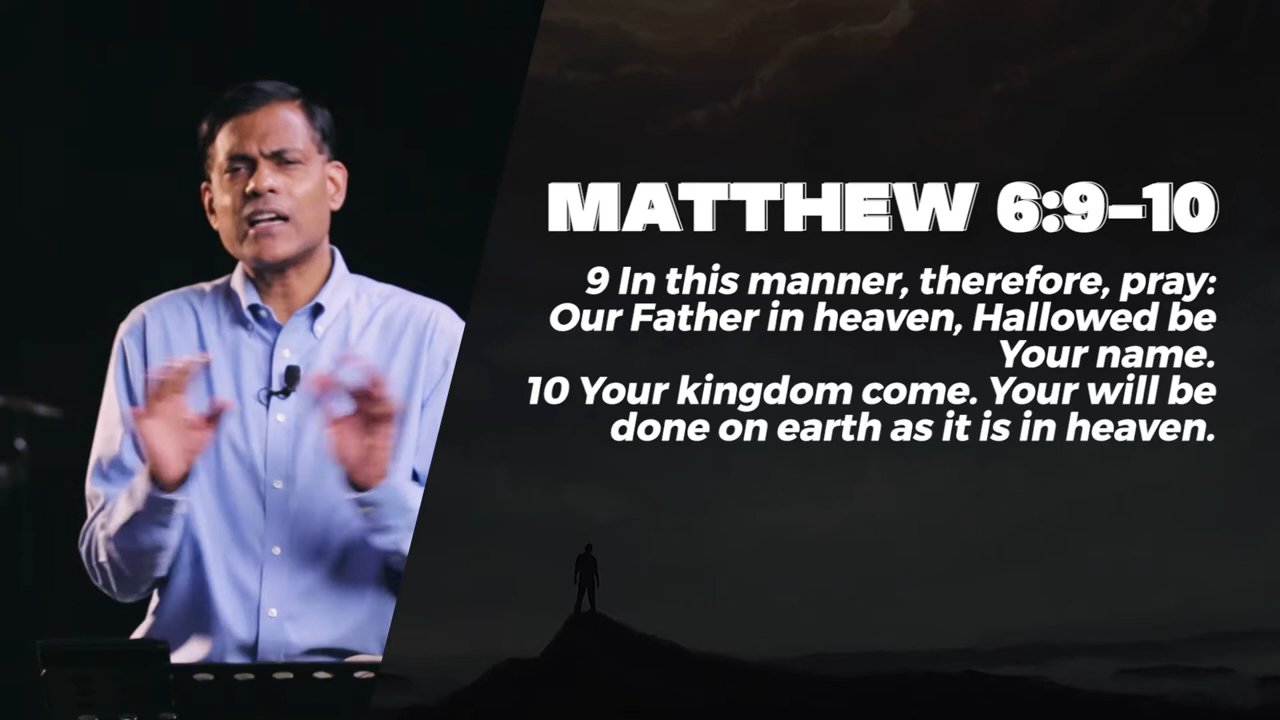 MATTHEW 6:9–10
9 In this manner, therefore, pray:
Our Father in heaven, Hallowed be
Your name.
10 Your kingdom come. Your will be
done on earth as it is in heaven.